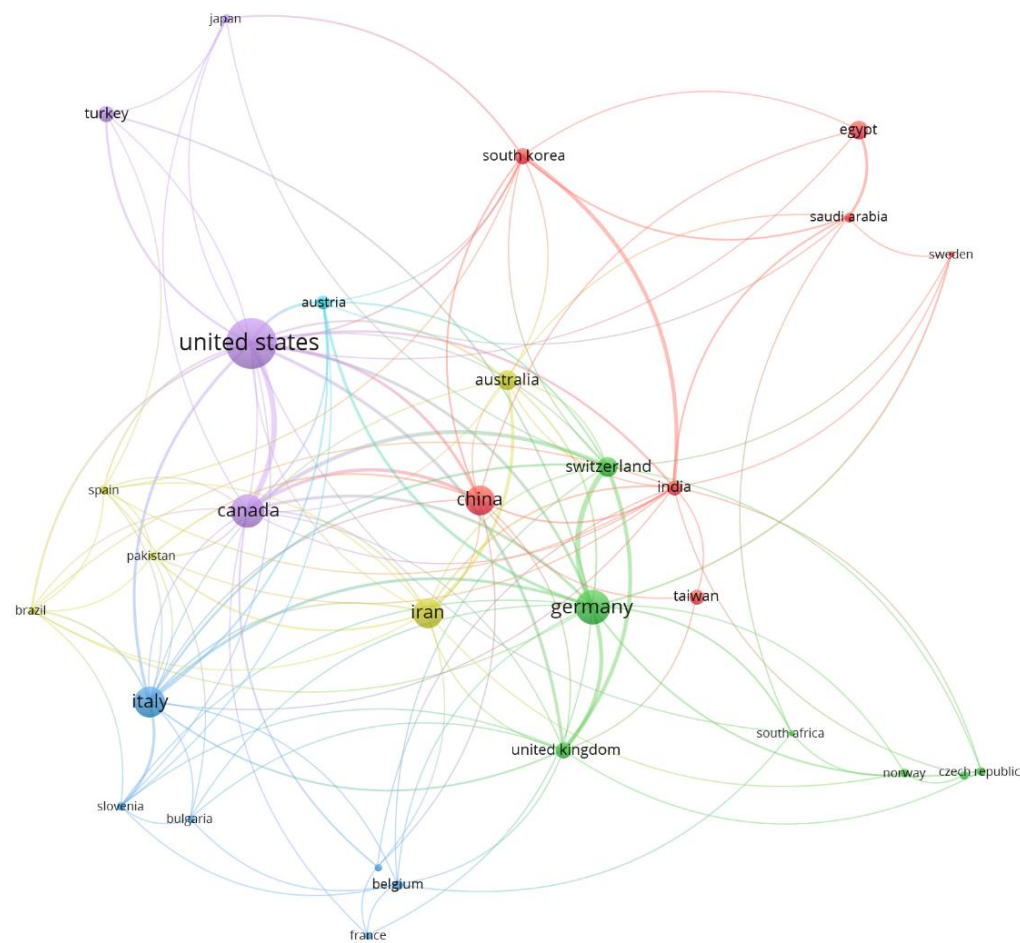 japan
turkey
egypt
south korea
saudi arabia
sweden
austria
united states
australia
switzerland
india
spain
china
canada
pakistan
taiwan
germany
brazil
iran
italy
south africa
united kingdom
norway
czech republic
slovenia
bulgaria
belgium
france